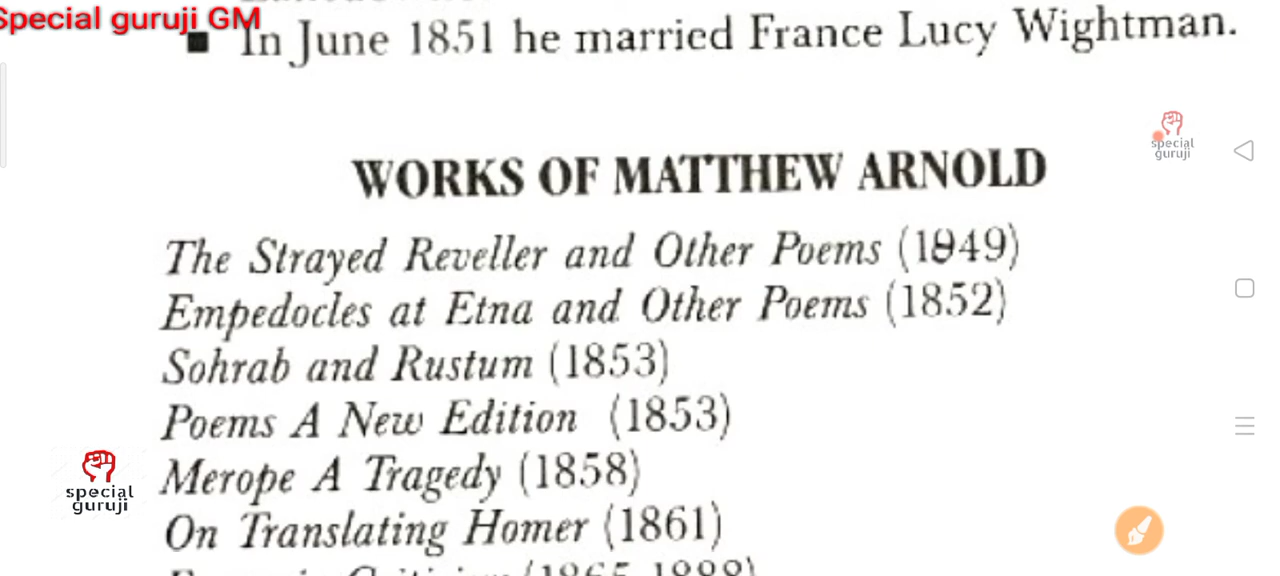 Special guruji GM
■ In June 1851 he married France Lucy Wightman.
special
guruji
WORKS OF MATTHEW ARNOLD
The Strayed Reveller and Other Poems (1849)
Empedocles at Etna and Other Poems (1852)
Sohrab and Rustum (1853)
Poems A New Edition (1853)
Merope A Tragedy (1858)
special
guruji
On Translating Homer (1861)